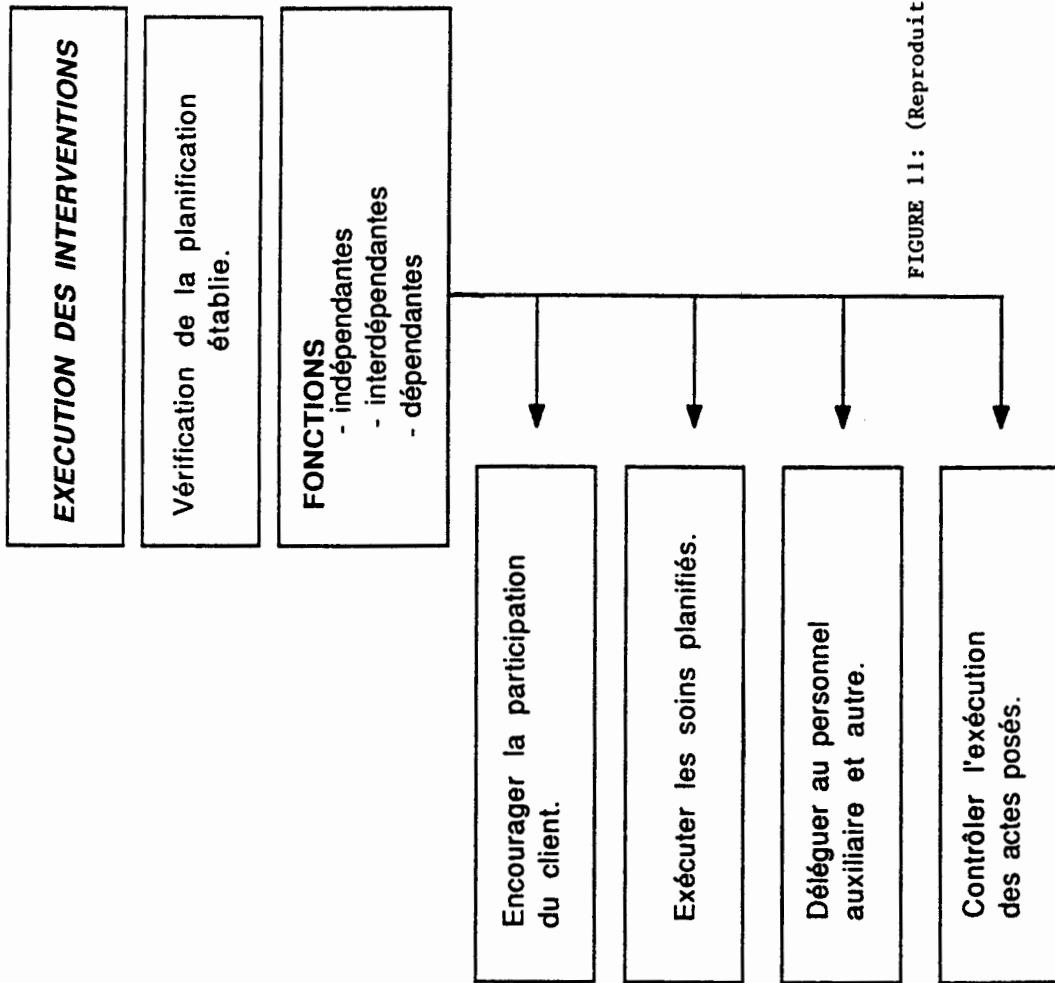 EXECUTION DES INTERVENTIONS
Vérification de la planification
établie.
FONCTIONS
- indépendantes
- interdépendantes
- dépendantes
Encourager la participation
du client.
Exécuter les soins planifiés.
Déléguer au personnel
auxiliaire et autre.
Contrôler l'exécution
des actes posés.
FIGURE 11: (Reproduit